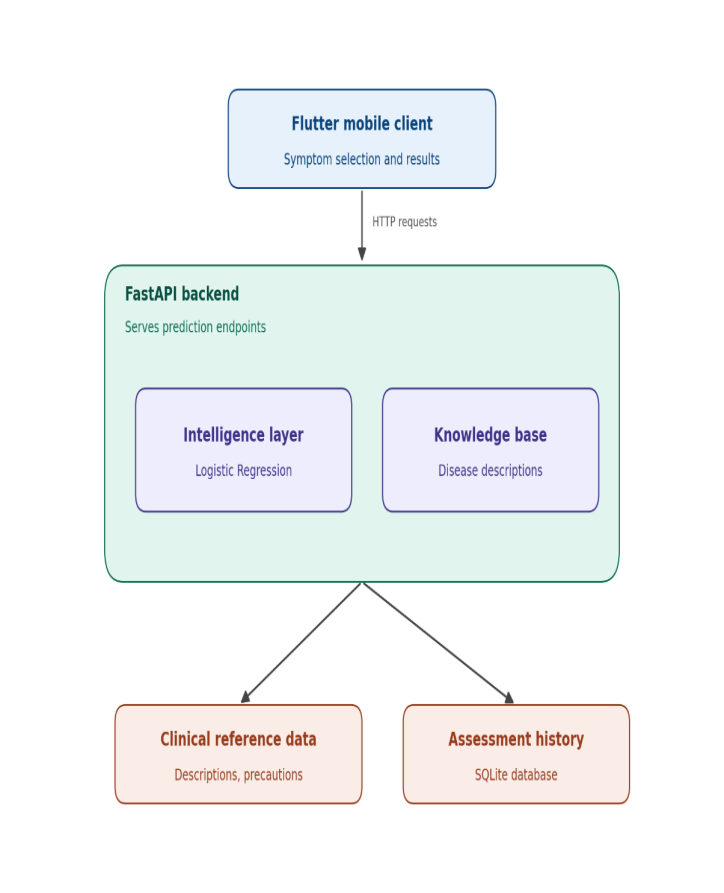 Flutter mobile client
Symptom selection and results
HTTP requests
FastAPI backend
Serves prediction endpoints
Intelligence layer
Logistic Regression
Knowledge base
Disease descriptions
Clinical reference data
Descriptions, precautions
Assessment history
SQLite database